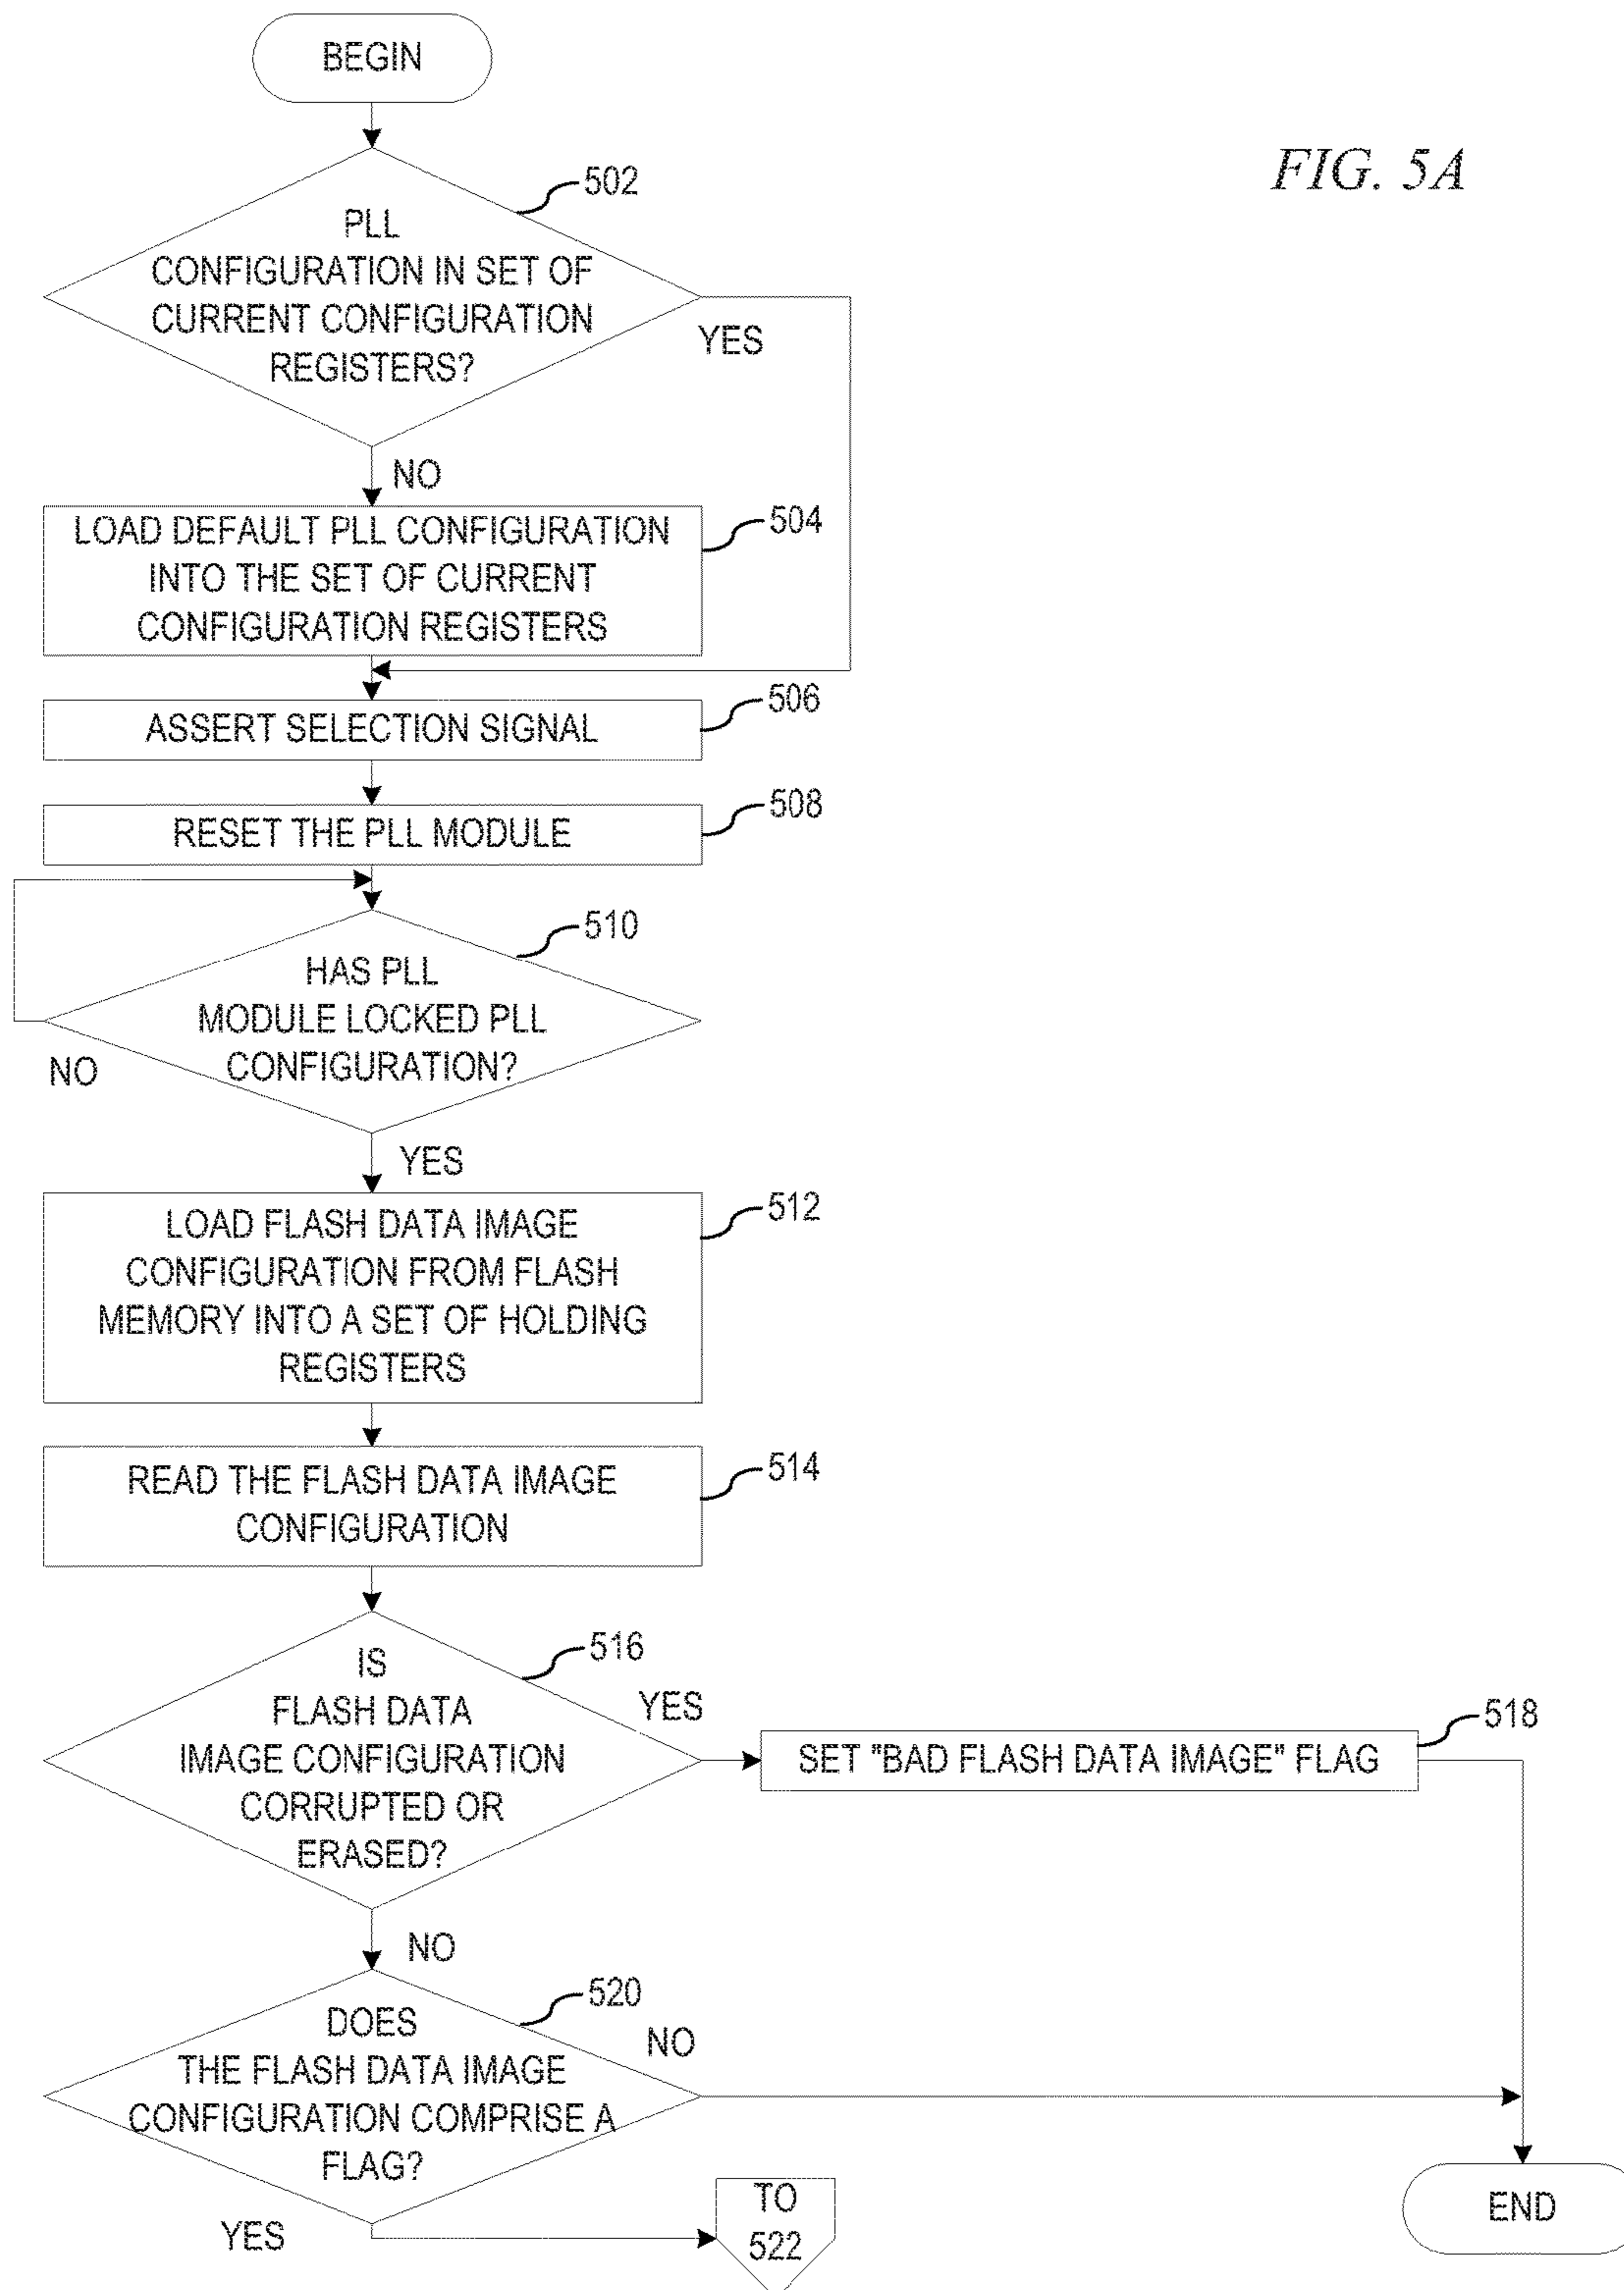 BEGIN
FIG. 5A
502
PLL
CONFIGURATION IN SET OF
CURRENT CONFIGURATION
REGISTERS?
YES
NO
504
LOAD DEFAULT PLL CONFIGURATION
INTO THE SET OF CURRENT
CONFIGURATION REGISTERS
506
ASSERT SELECTION SIGNAL
508
RESET THE PLL MODULE
510
HAS PLL
MODULE LOCKED PLL
CONFIGURATION?
NO
YES
512
LOAD FLASH DATA IMAGE
CONFIGURATION FROM FLASH
MEMORY INTO A SET OF HOLDING
REGISTERS
514
READ THE FLASH DATA IMAGE
CONFIGURATION
516
IS
FLASH DATA
IMAGE CONFIGURATION
CORRUPTED OR
ERASED?
YES
518
SET "BAD FLASH DATA IMAGE" FLAG
NO
520
DOES
THE FLASH DATA IMAGE
CONFIGURATION COMPRISE A
FLAG?
NO
YES
TO
522
END